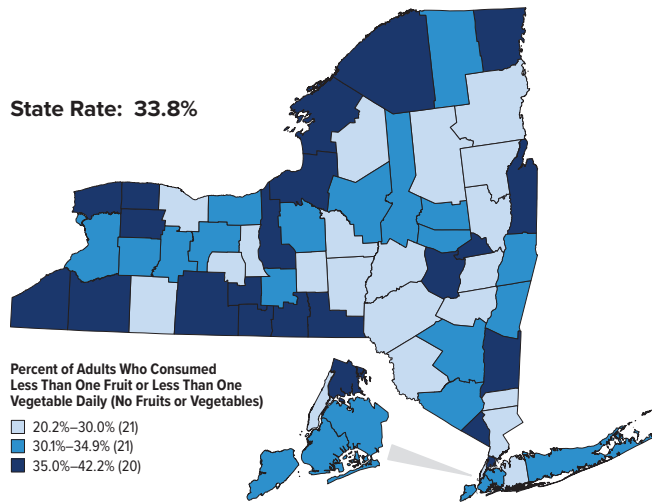 State Rate: 33.8%
Percent of Adults Who Consumed
Less Than One Fruit or Less Than One
Vegetable Daily (No Fruits or Vegetables)
20.2%–30.0% (21)
30.1%–34.9% (21)
35.0%–42.2% (20)